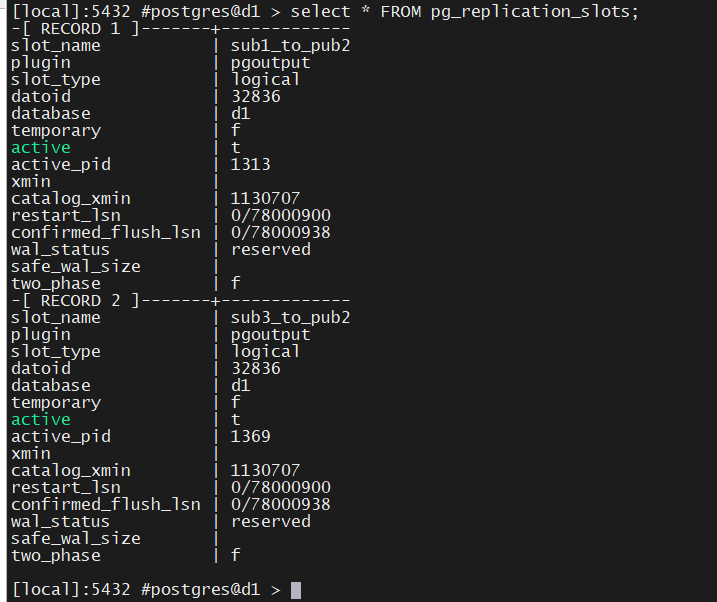 [local]:5432 #postgres@d1 > select * FROM pg_replication_slots;
-[ RECORD 1 ]-------+-------------
slot_name           | sub1_to_pub2
plugin              | pgoutput
slot_type           | logical
datoid              | 32836
database            | d1
temporary           | f
active              | t
active_pid          | 1313
xmin                |
catalog_xmin        | 1130707
restart_lsn         | 0/78000900
confirmed_flush_lsn | 0/78000938
wal_status          | reserved
safe_wal_size       |
two_phase           | f
-[ RECORD 2 ]-------+-------------
slot_name           | sub3_to_pub2
plugin              | pgoutput
slot_type           | logical
datoid              | 32836
database            | d1
temporary           | f
active              | t
active_pid          | 1369
xmin                |
catalog_xmin        | 1130707
restart_lsn         | 0/78000900
confirmed_flush_lsn | 0/78000938
wal_status          | reserved
safe_wal_size       |
two_phase           | f

[local]:5432 #postgres@d1 >